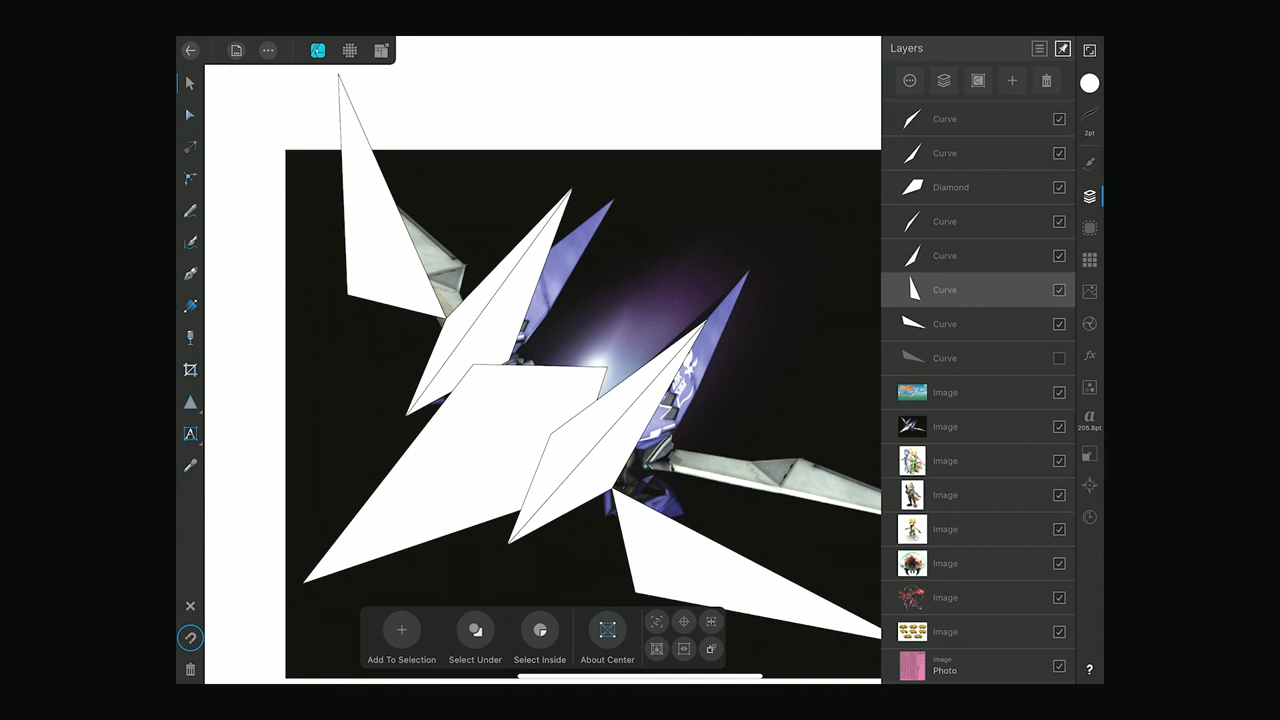 Layers
Curve
Curve
2pt
Diamond
Curve
Curve
Curve
Curve
Curve
Image
Image
a
205.8pt
Image
Image
Image
Image
Image
Image
Image
Photo
Add To Selection
Select Under
Select Inside
About Center
A
fx
?